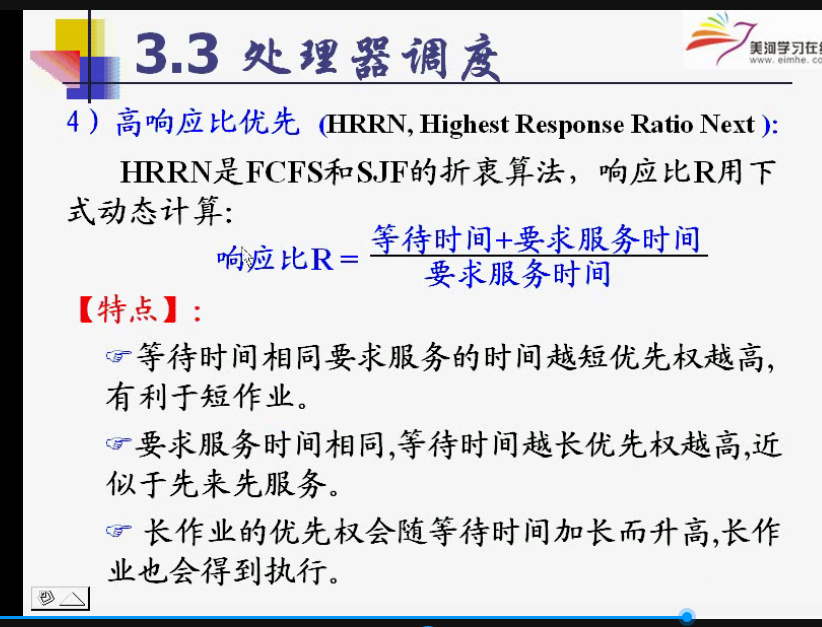 3.3 处理器调度
美河学习在
www.eimhe.co
4）高响应比优先 (HRRN, Highest Response Ratio Next ):
HRRN是FCFS和SJF的折衷算法，响应比R用下
式动态计算:
等待时间+要求服务时间
响应比R =
要求服务时间
【特点】:
☞等待时间相同要求服务的时间越短优先权越高,
有利于短作业。
☞要求服务时间相同,等待时间越长优先权越高,近
似于先来先服务。
☞ 长作业的优先权会随等待时间加长而升高,长作
业也会得到执行。